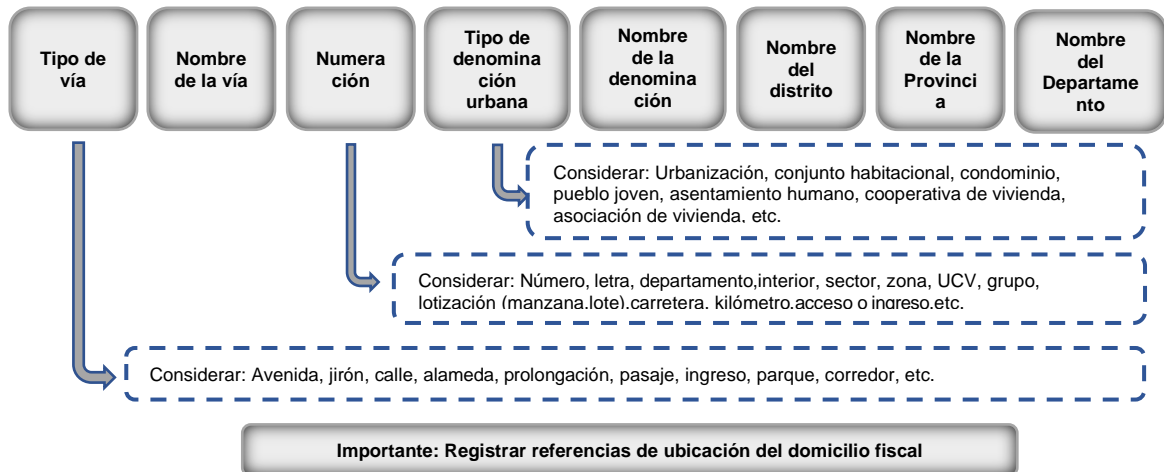 Tipo de
vía
Nombre
de la vía
Numera
ción
Tipo de
denomina
ción
urbana
Nombre
de la
denomina
ción
Nombre
del
distrito
Nombre
de la
Provinci
a
Nombre
del
Departame
nto
Considerar: Urbanización, conjunto habitacional, condominio,
pueblo joven, asentamiento humano, cooperativa de vivienda,
asociación de vivienda, etc.
Considerar: Número, letra, departamento,interior, sector, zona, UCV, grupo,
lotización (manzana,lote),carretera, kilómetro,acceso o ingreso,etc.
Considerar: Avenida, jirón, calle, alameda, prolongación, pasaje, ingreso, parque, corredor, etc.
Importante: Registrar referencias de ubicación del domicilio fiscal